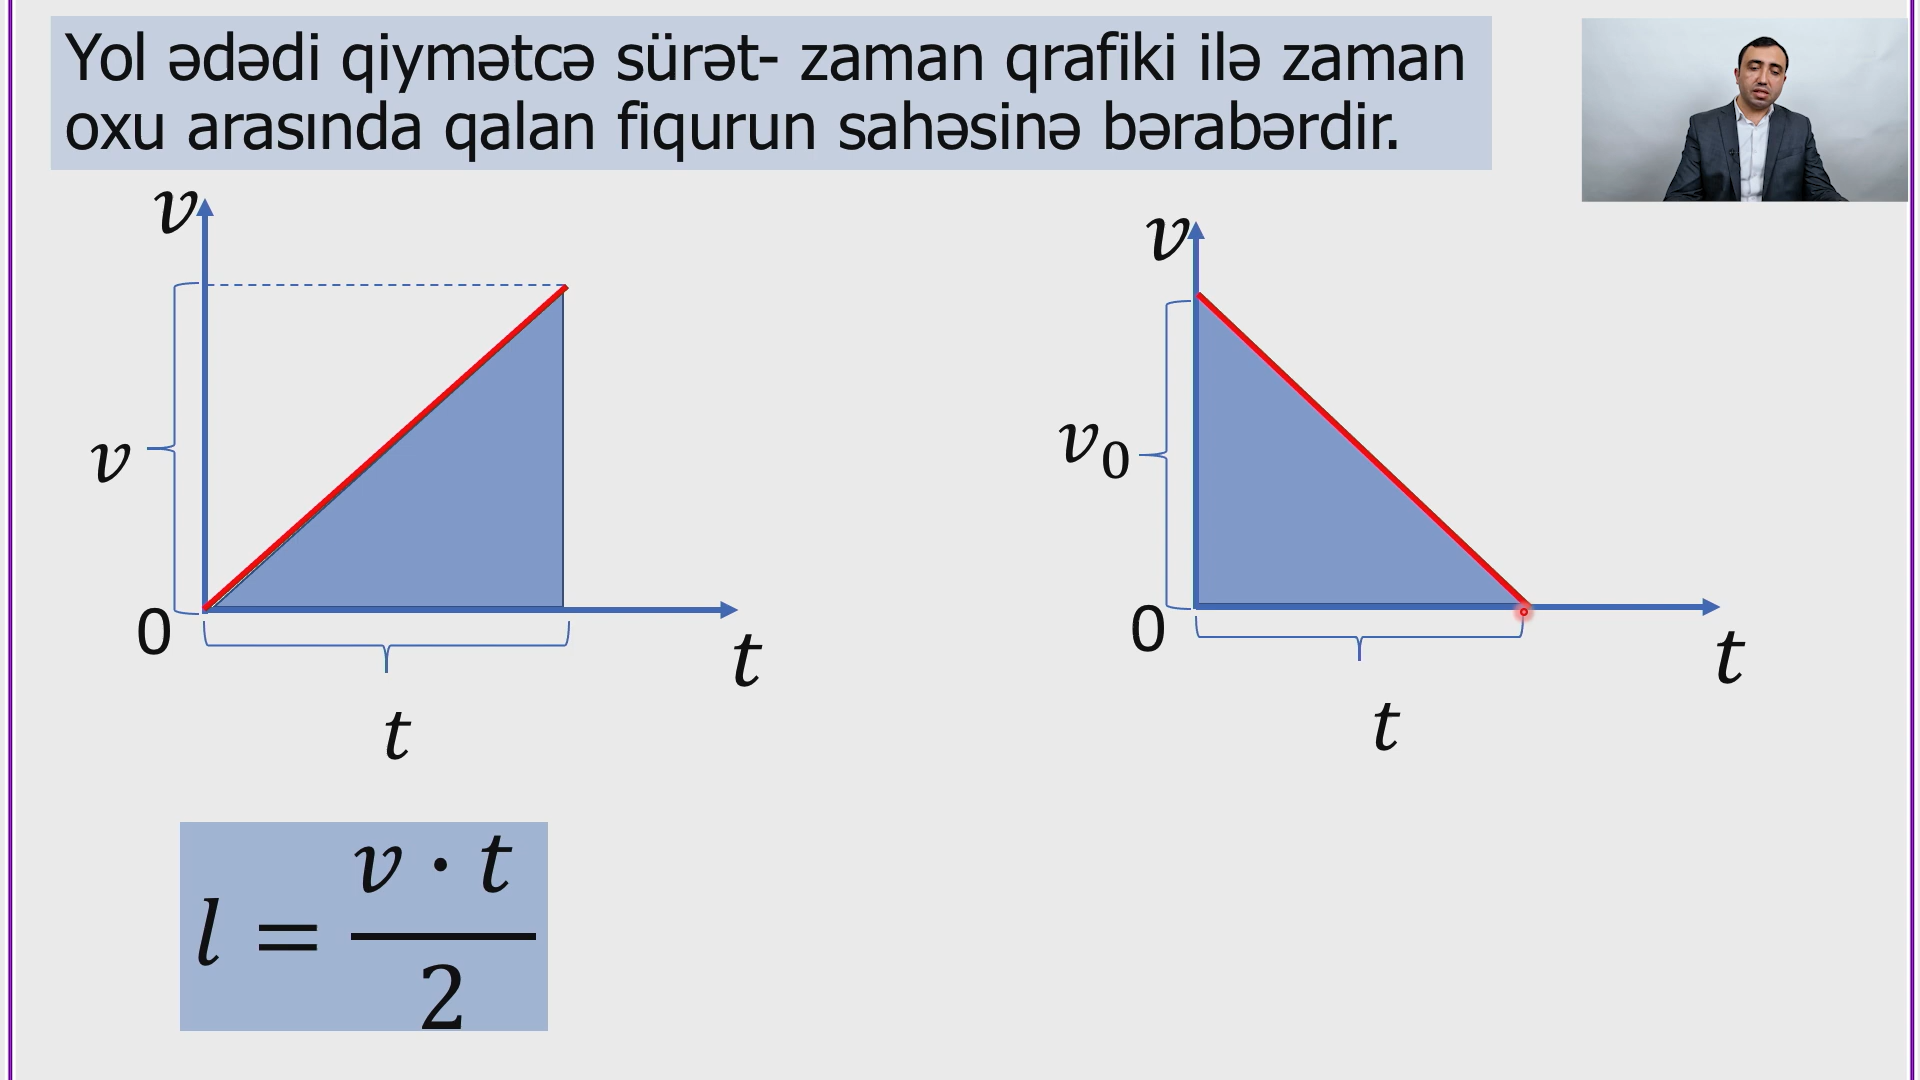 Yol ədədi qiymətcə sürət- zaman qrafiki ilə zaman
oxu arasında qalan fiqurun sahəsinə bərabərdir.
v
v
0
t
t
v
v₀
0
t
t
l = v · t / 2